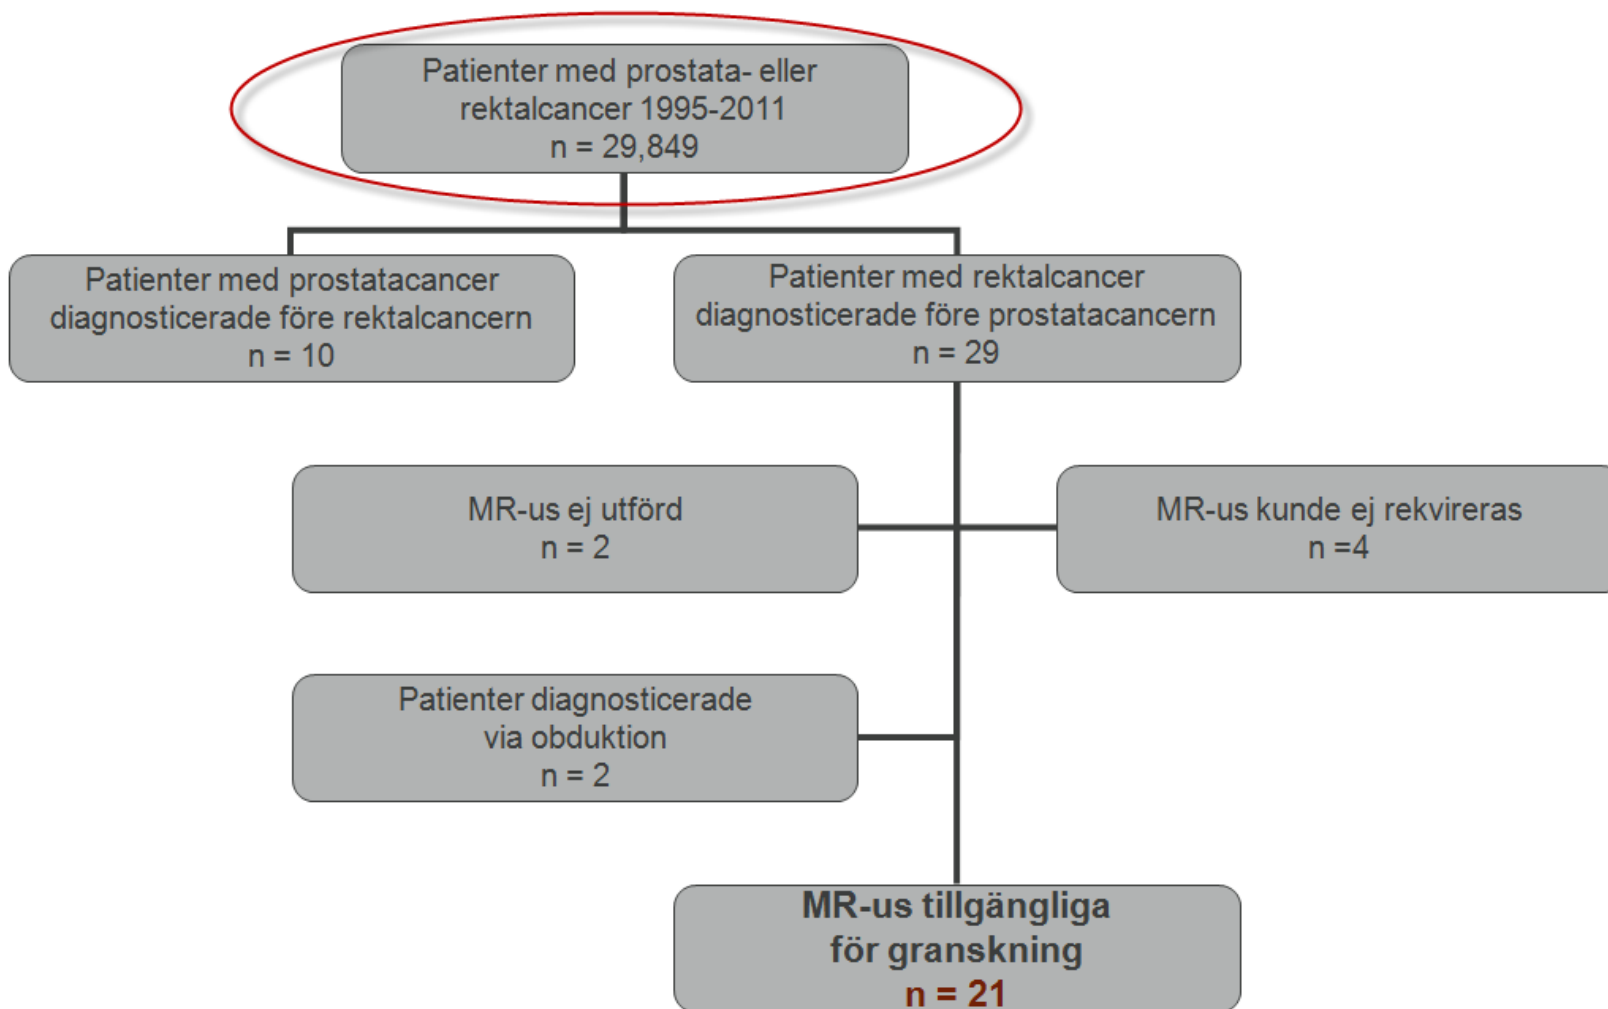 Patienter med prostata- eller
rektalcancer 1995-2011
n = 29,849
Patienter med prostatacancer
diagnosticerade före rektalcancern
n = 10
Patienter med rektalcancer
diagnosticerade före prostatacancern
n = 29
MR-us ej utförd
n = 2
MR-us kunde ej rekvireras
n =4
Patienter diagnosticerade
via obduktion
n = 2
MR-us tillgängliga
för granskning
n = 21